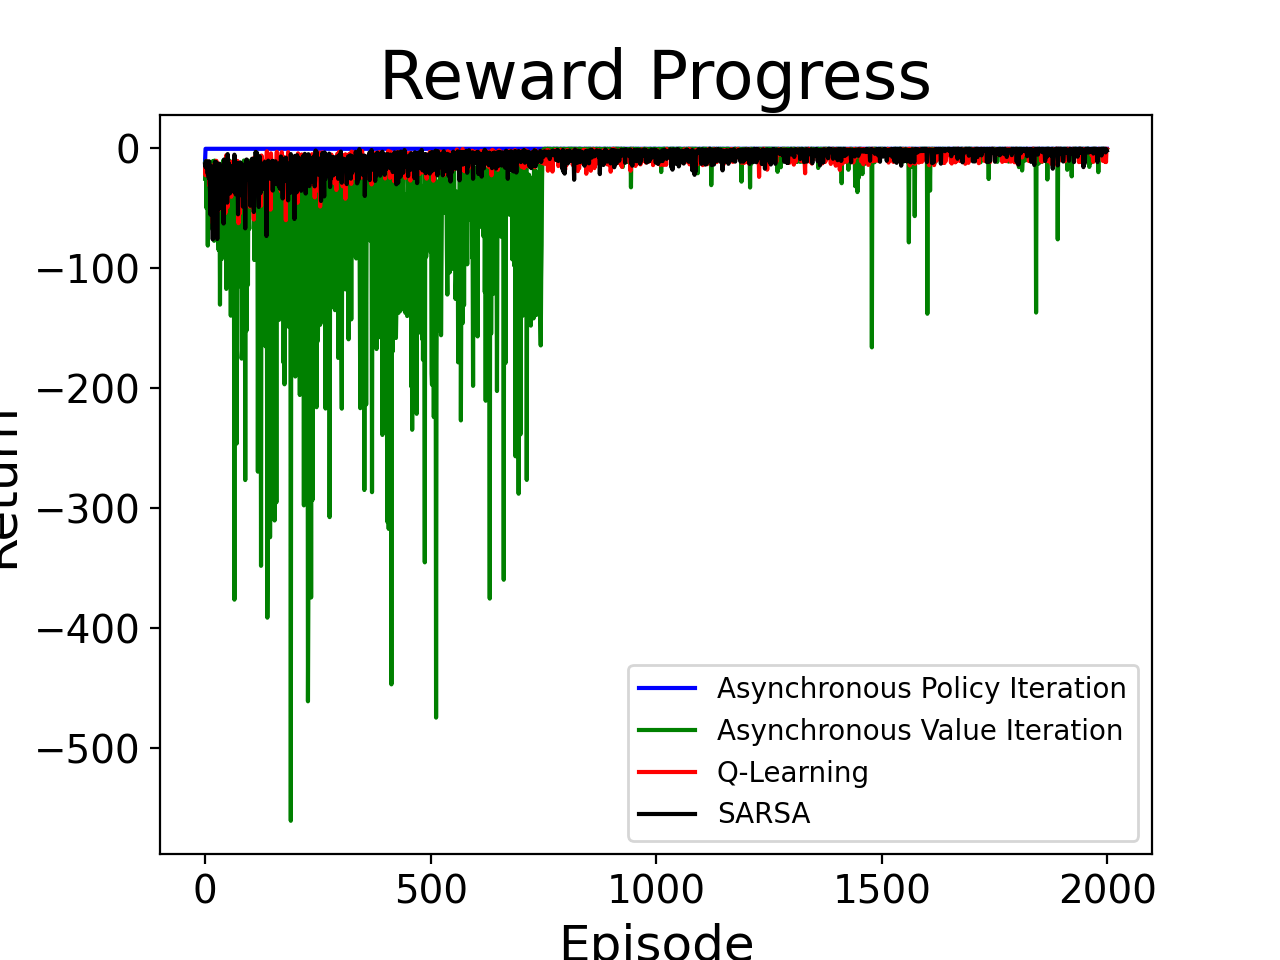 Reward Progress
0
−100
−200
−300
−400
−500
Return
Asynchronous Policy Iteration
Asynchronous Value Iteration
Q-Learning
SARSA
0 500 1000 1500 2000
Episode